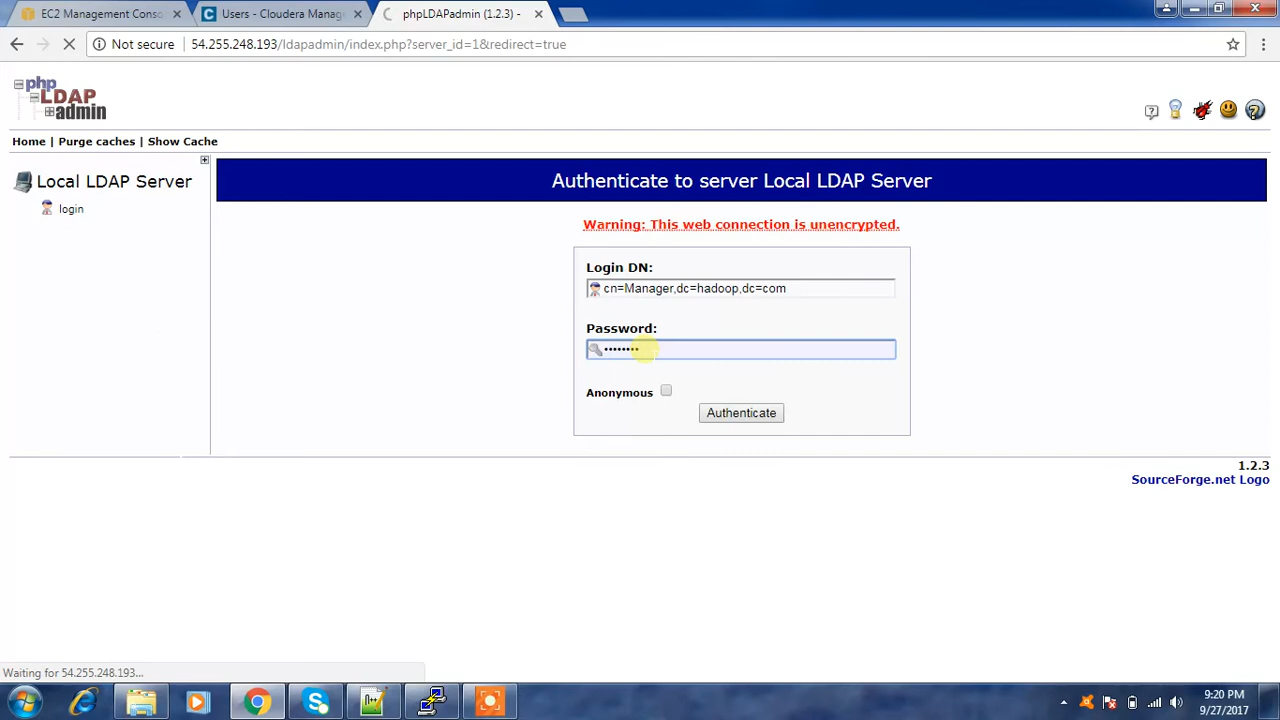 EC2 Management Conso
Users - Cloudera Manag
phpLDAPadmin (1.2.3) -
Not secure
54.255.248.193/ldapadmin/index.php?server_id=1&redirect=true
php
LDAP
admin
Home | Purge caches | Show Cache
Local LDAP Server
login
Authenticate to server Local LDAP Server
Warning: This web connection is unencrypted.
Login DN:
cn=Manager,dc=hadoop,dc=com
Password:
••••••••
Anonymous
Authenticate
1.2.3
SourceForge.net Logo
Waiting for 54.255.248.193...
9:20 PM
9/27/2017